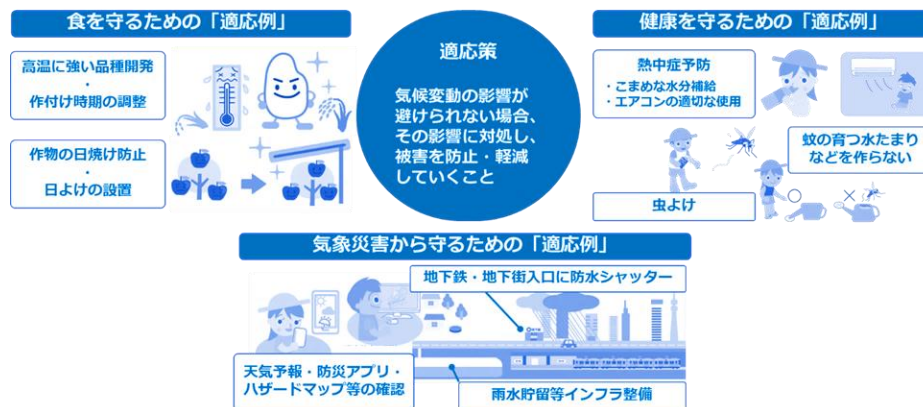 食を守るための「適応例」
高温に強い品種開発
・
作付け時期の調整
作物の日焼け防止
・
日よけの設置
適応策
気候変動の影響が
避けられない場合、
その影響に対処し、
被害を防止・軽減
していくこと
健康を守るための「適応例」
熱中症予防
・こまめな水分補給
・エアコンの適切な使用
蚊の育つ水たまり
などを作らない
虫よけ
気象災害から守るための「適応例」
地下鉄・地下街入口に防水シャッター
天気予報・防災アプリ・
ハザードマップ等の確認
雨水貯留等インフラ整備